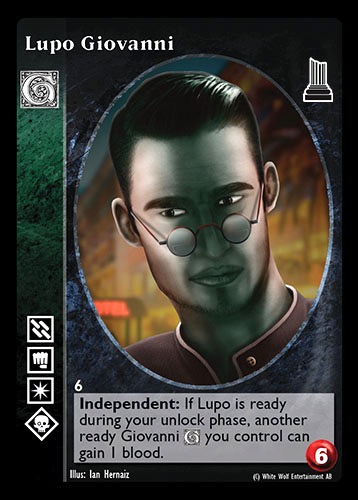 Lupo Giovanni
G
6
Independent: If Lupo is ready
during your unlock phase, another
ready Giovanni you control can
gain 1 blood.
6
Illus: Ian Hernaiz
(C) White Wolf Entertainment AB